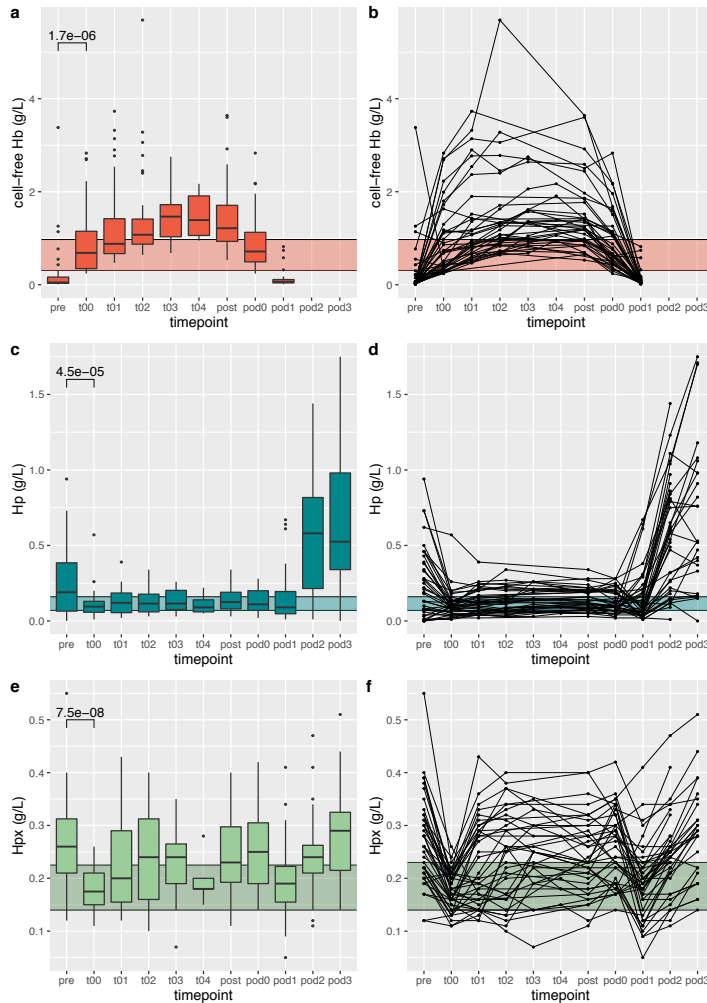 a
b
1.7e−06
cell−free Hb (g/L)
4
2
0
pre t00 t01 t02 t03 t04 post pod0 pod1 pod2 pod3
timepoint
cell−free Hb (g/L)
4
2
0
pre t00 t01 t02 t03 t04 post pod0 pod1 pod2 pod3
timepoint
c
d
4.5e−05
Hp (g/L)
1.5
1.0
0.5
0.0
pre t00 t01 t02 t03 t04 post pod0 pod1 pod2 pod3
timepoint
Hp (g/L)
1.5
1.0
0.5
0.0
pre t00 t01 t02 t03 t04 post pod0 pod1 pod2 pod3
timepoint
e
f
7.5e−08
Hpx (g/L)
0.5
0.4
0.3
0.2
0.1
pre t00 t01 t02 t03 t04 post pod0 pod1 pod2 pod3
timepoint
Hpx (g/L)
0.5
0.4
0.3
0.2
0.1
pre t00 t01 t02 t03 t04 post pod0 pod1 pod2 pod3
timepoint